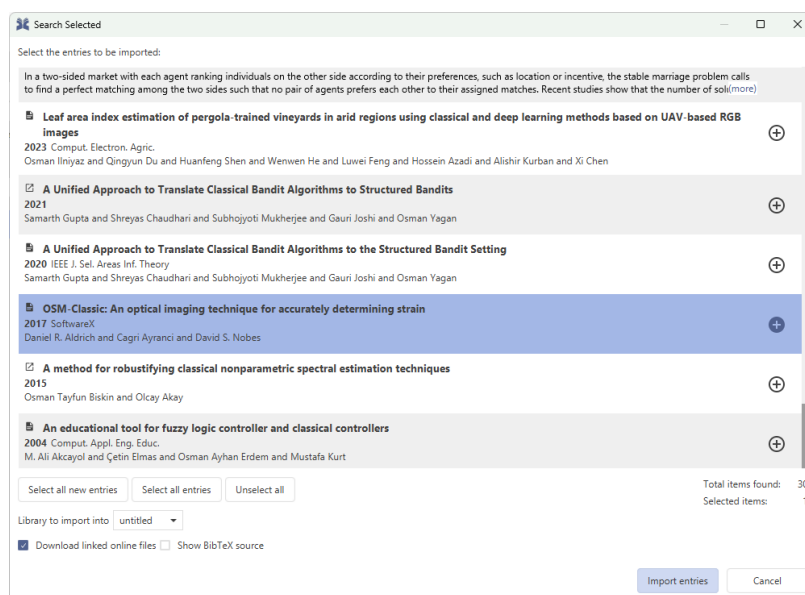 Search Selected
Select the entries to be imported:
In a two-sided market with each agent ranking individuals on the other side according to their preferences, such as location or incentive, the stable marriage problem calls
to find a perfect matching among the two sides such that no pair of agents prefers each other to their assigned matches. Recent studies show that the number of sol(more)
Leaf area index estimation of pergola-trained vineyards in arid regions using classical and deep learning methods based on UAV-based RGB
images
2023 Comput. Electron. Agric.
Osman Ilniyaz and Qingyun Du and Huanfeng Shen and Wenwen He and Luwei Feng and Hossein Azadi and Alishir Kurban and Xi Chen
A Unified Approach to Translate Classical Bandit Algorithms to Structured Bandits
2021
Samarth Gupta and Shreyas Chaudhari and Subhojyoti Mukherjee and Gauri Joshi and Osman Yagan
A Unified Approach to Translate Classical Bandit Algorithms to the Structured Bandit Setting
2020 IEEE J. Sel. Areas Inf. Theory
Samarth Gupta and Shreyas Chaudhari and Subhojyoti Mukherjee and Gauri Joshi and Osman Yagan
OSM-Classic: An optical imaging technique for accurately determining strain
2017 SoftwareX
Daniel R. Aldrich and Cagri Ayranci and David S. Nobes
A method for robustifying classical nonparametric spectral estimation techniques
2015
Osman Tayfun Biskin and Olcay Akay
An educational tool for fuzzy logic controller and classical controllers
2004 Comput. Appl. Eng. Educ.
M. Ali Akcayol and Çetin Elmas and Osman Ayhan Erdem and Mustafa Kurt
Select all new entries Select all entries Unselect all
Total items found: 30
Selected items:
Library to import into untitled
Download linked online files Show BibTeX source
Import entries Cancel